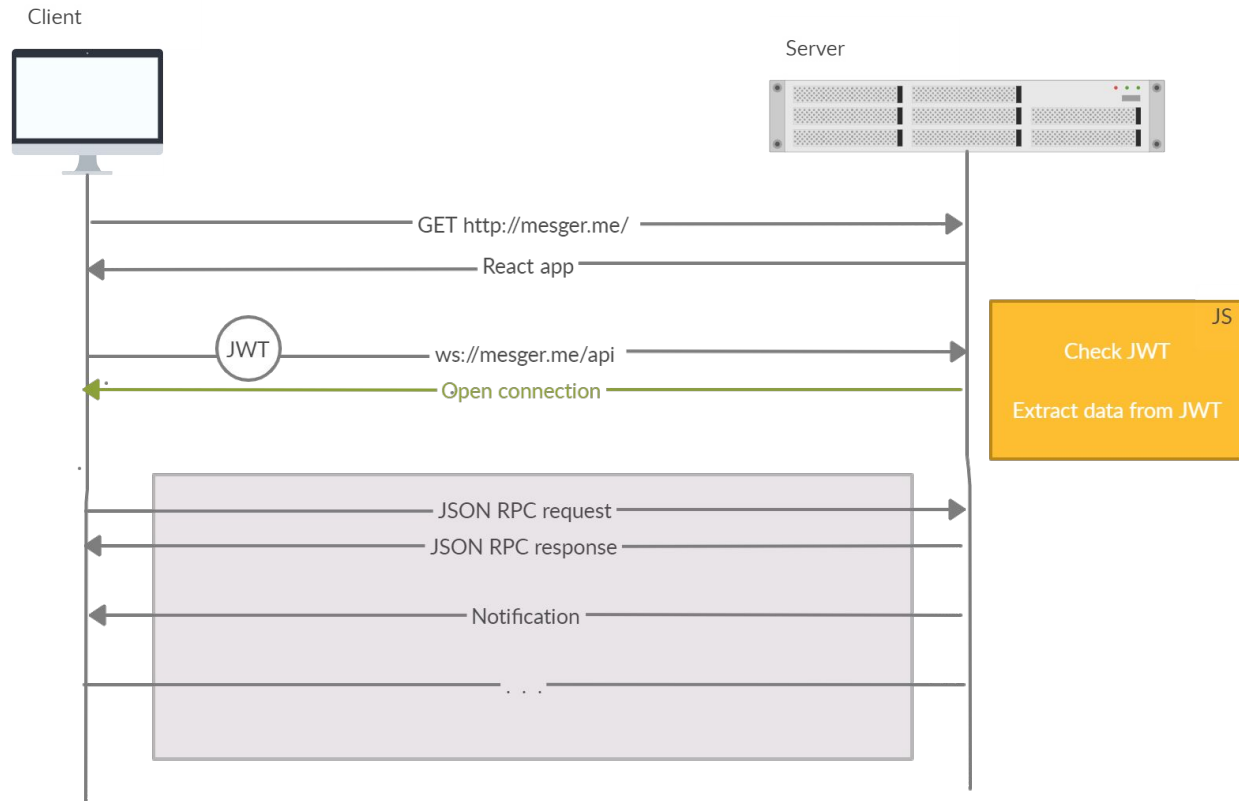 Client
Server
GET http://mesger.me/
React app
JS
JWT
ws://mesger.me/api
Check JWT
Open connection
Extract data from JWT
JSON RPC request
JSON RPC response
Notification
. . .